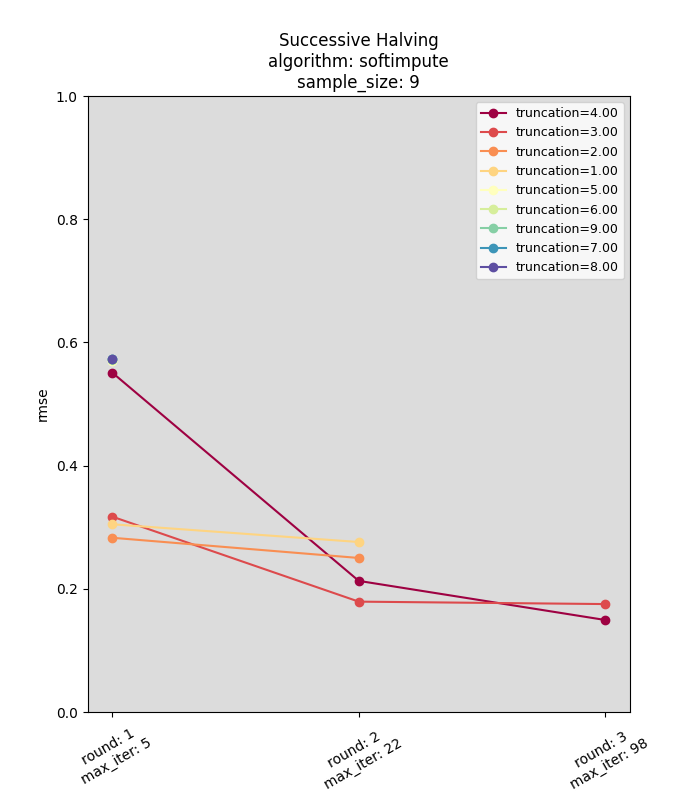 Successive Halving
algorithm: softimpute
sample_size: 9
1.0
0.8
0.6
0.4
0.2
0.0
rmse
truncation=4.00
truncation=3.00
truncation=2.00
truncation=1.00
truncation=5.00
truncation=6.00
truncation=9.00
truncation=7.00
truncation=8.00
round: 1
max_iter: 5
round: 2
max_iter: 22
round: 3
max_iter: 98